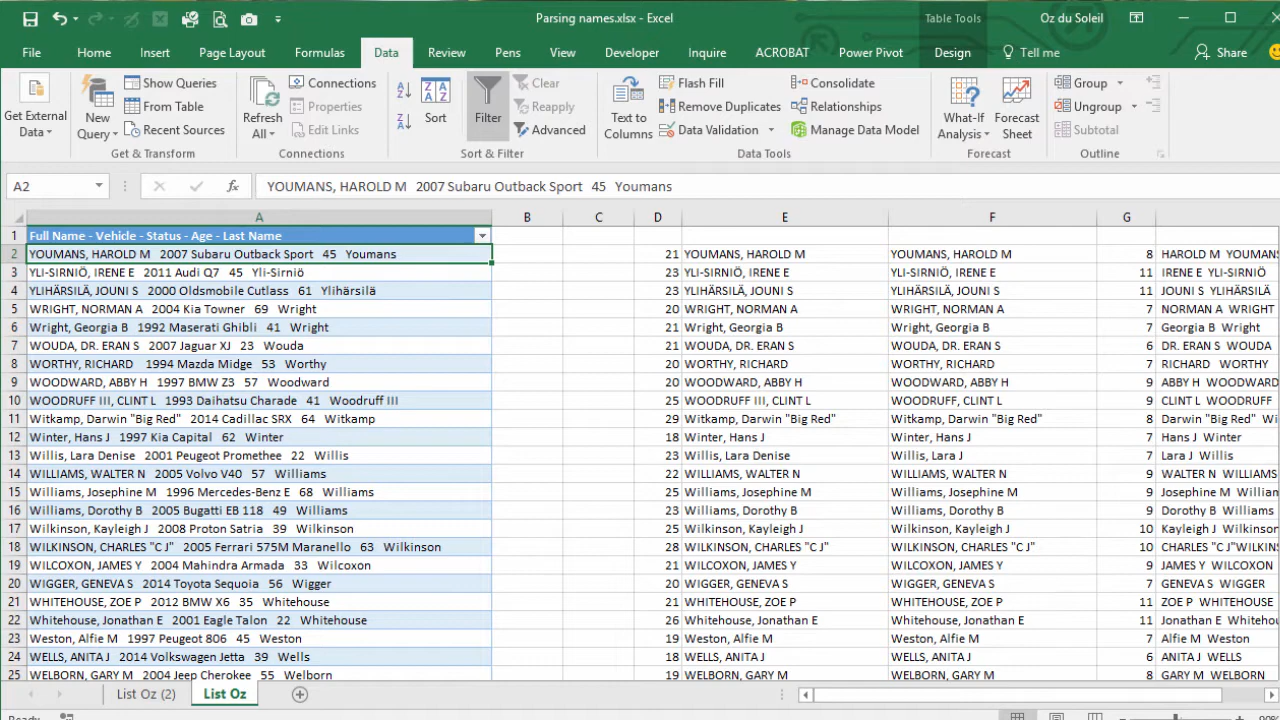 Parsing names.xlsx - Excel
Table Tools
Oz du Soleil
File Home Insert Page Layout Formulas Data Review Pens View Developer Inquire ACROBAT Power Pivot Design Tell me Share
Get External Data
New Query
Show Queries
From Table
Recent Sources
Get & Transform
Refresh All
Connections
Properties
Edit Links
Connections
Sort
Filter
Clear
Reapply
Advanced
Sort & Filter
Text to Columns
Flash Fill
Remove Duplicates
Data Validation
Consolidate
Relationships
Manage Data Model
Data Tools
What-If Analysis
Forecast Sheet
Forecast
Group
Ungroup
Subtotal
Outline
A2 fx YOUMANS, HAROLD M 2007 Subaru Outback Sport 45 Youmans
A B C D E F G
1 Full Name - Vehicle - Status - Age - Last Name
2 YOUMANS, HAROLD M 2007 Subaru Outback Sport 45 Youmans 21 YOUMANS, HAROLD M YOUMANS, HAROLD M 8 HAROLD M YOUMANS
3 YLI-SIRNIÖ, IRENE E 2011 Audi Q7 45 Yli-Sirniö 23 YLI-SIRNIÖ, IRENE E YLI-SIRNIÖ, IRENE E 11 IRENE E YLI-SIRNIÖ
4 YLIHÄRSILÄ, JOUNI S 2000 Oldsmobile Cutlass 61 Ylihärsilä 23 YLIHÄRSILÄ, JOUNI S YLIHÄRSILÄ, JOUNI S 11 JOUNI S YLIHÄRSILÄ
5 WRIGHT, NORMAN A 2004 Kia Towner 69 Wright 20 WRIGHT, NORMAN A WRIGHT, NORMAN A 7 NORMAN A WRIGHT
6 Wright, Georgia B 1992 Maserati Ghibli 41 Wright 21 Wright, Georgia B Wright, Georgia B 7 Georgia B Wright
7 WOUDA, DR. ERAN S 2007 Jaguar XJ 23 Wouda 21 WOUDA, DR. ERAN S WOUDA, DR. ERAN S 6 DR. ERAN S WOUDA
8 WORTHY, RICHARD 1994 Mazda Midge 53 Worthy 20 WORTHY, RICHARD WORTHY, RICHARD 7 RICHARD WORTHY
9 WOODWARD, ABBY H 1997 BMW Z3 57 Woodward 20 WOODWARD, ABBY H WOODWARD, ABBY H 9 ABBY H WOODWARD
10 WOODRUFF III, CLINT L 1993 Daihatsu Charade 41 Woodruff III 25 WOODRUFF III, CLINT L WOODRUFF, CLINT L 9 CLINT L WOODRUFF
11 Witkamp, Darwin "Big Red" 2014 Cadillac SRX 64 Witkamp 29 Witkamp, Darwin "Big Red" Witkamp, Darwin "Big Red" 8 Darwin "Big Red" Wi
12 Winter, Hans J 1997 Kia Capital 62 Winter 18 Winter, Hans J Winter, Hans J 7 Hans J Winter
13 Willis, Lara Denise 2001 Peugeot Promethee 22 Willis 23 Willis, Lara Denise Willis, Lara J 7 Lara J Willis
14 WILLIAMS, WALTER N 2005 Volvo V40 57 Williams 22 WILLIAMS, WALTER N WILLIAMS, WALTER N 9 WALTER N WILLIAMS
15 Williams, Josephine M 1996 Mercedes-Benz E 68 Williams 25 Williams, Josephine M Williams, Josephine M 9 Josephine M Williams
16 Williams, Dorothy B 2005 Bugatti EB 118 49 Williams 23 Williams, Dorothy B Williams, Dorothy B 9 Dorothy B Williams
17 Wilkinson, Kayleigh J 2008 Proton Satria 39 Wilkinson 25 Wilkinson, Kayleigh J Wilkinson, Kayleigh J 10 Kayleigh J Wilkinso
18 WILKINSON, CHARLES "C J" 2005 Ferrari 575M Maranello 63 Wilkinson 28 WILKINSON, CHARLES "C J" WILKINSON, CHARLES "C J" 10 CHARLES "C J"WILKIN
19 WILCOXON, JAMES Y 2004 Mahindra Armada 33 Wilcoxon 21 WILCOXON, JAMES Y WILCOXON, JAMES Y 9 JAMES Y WILCOXON
20 WIGGER, GENEVA S 2014 Toyota Sequoia 56 Wigger 20 WIGGER, GENEVA S WIGGER, GENEVA S 7 GENEVA S WIGGER
21 WHITEHOUSE, ZOE P 2012 BMW X6 35 Whitehouse 21 WHITEHOUSE, ZOE P WHITEHOUSE, ZOE P 11 ZOE P WHITEHOUSE
22 Whitehouse, Jonathan E 2001 Eagle Talon 22 Whitehouse 26 Whitehouse, Jonathan E Whitehouse, Jonathan E 11 Jonathan E Whitehou
23 Weston, Alfie M 1997 Peugeot 806 45 Weston 19 Weston, Alfie M Weston, Alfie M 7 Alfie M Weston
24 WELLS, ANITA J 2014 Volkswagen Jetta 39 Wells 18 WELLS, ANITA J WELLS, ANITA J 6 ANITA J WELLS
25 WELBORN, GARY M 2004 Jeep Cherokee 55 Welborn 19 WELBORN, GARY M WELBORN, GARY M 8 GARY M WELBORN
List Oz (2) List Oz
Ready